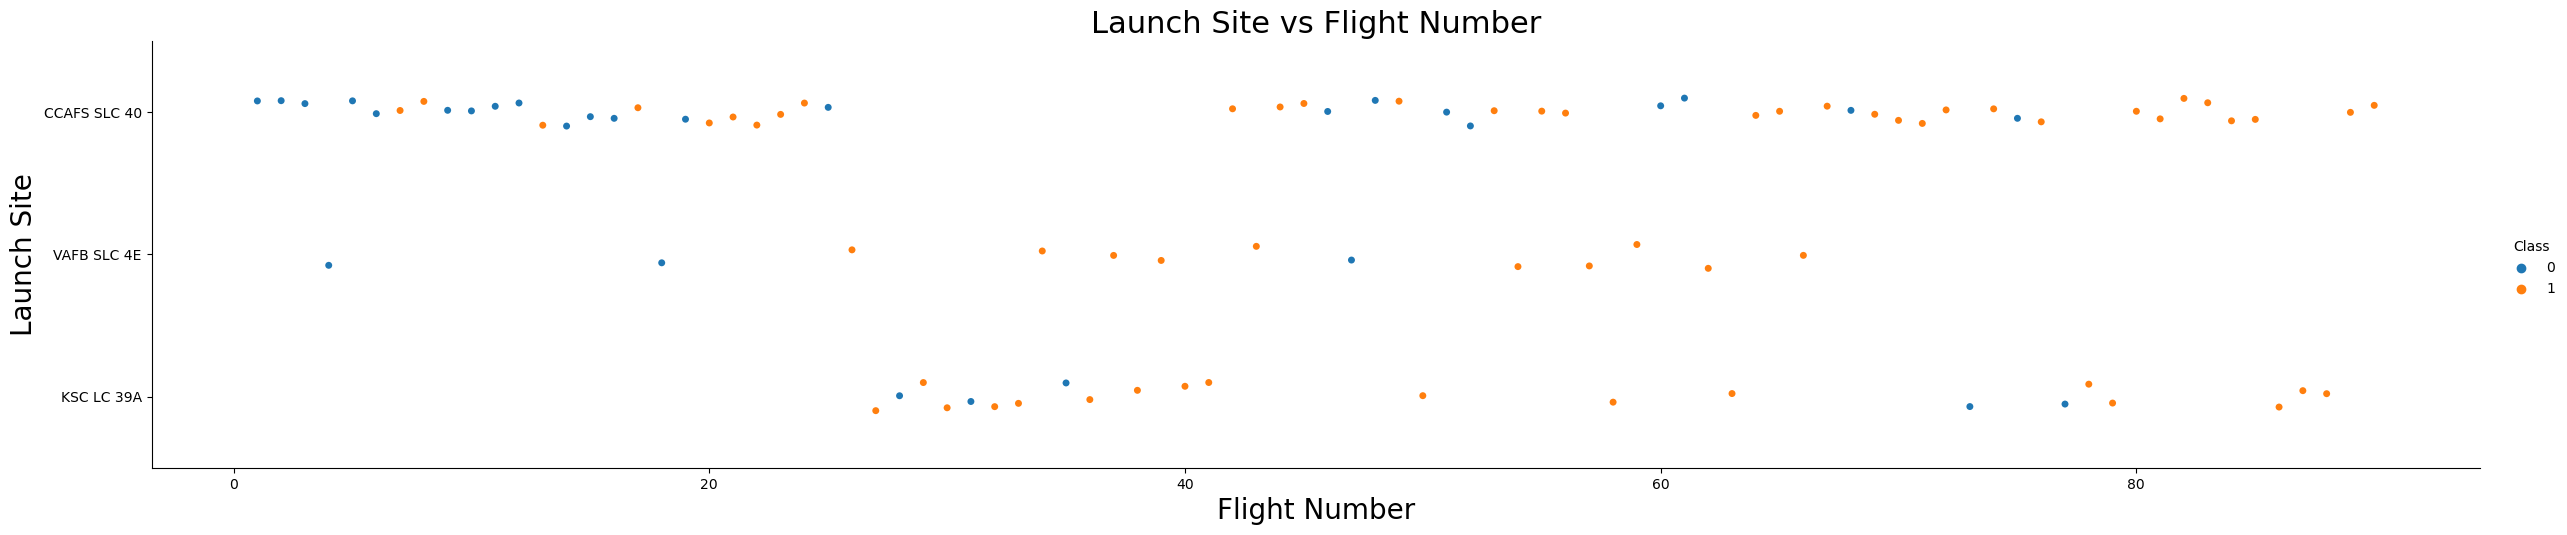 Launch Site vs Flight Number
Launch Site
CCAFS SLC 40
VAFB SLC 4E
KSC LC 39A
0 20 40 60 80
Flight Number
Class
0
1